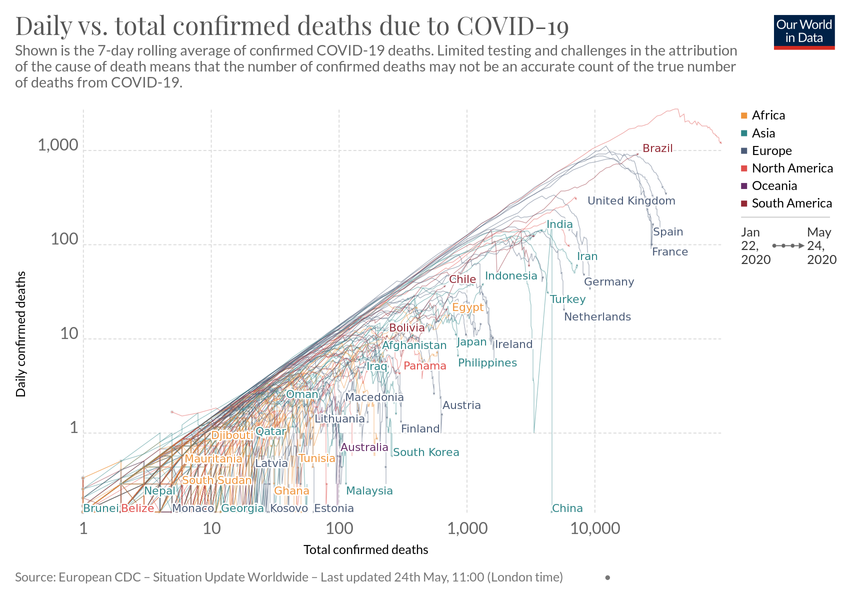 Daily vs. total confirmed deaths due to COVID-19
Our World
in Data
Shown is the 7-day rolling average of confirmed COVID-19 deaths. Limited testing and challenges in the attribution
of the cause of death means that the number of confirmed deaths may not be an accurate count of the true number
of deaths from COVID-19.
Africa
Asia
Europe
North America
Oceania
South America
Jan
22,
2020
May
24,
2020
Daily confirmed deaths
1,000
100
10
1
Brazil
United Kingdom
India
Spain
France
Iran
Indonesia
Chile
Germany
Turkey
Egypt
Netherlands
Bolivia
Afghanistan
Japan
Ireland
Iraq
Panama
Philippines
Oman
Macedonia
Austria
Lithuania
Finland
Djibouti
Qatar
Australia
South Korea
Mauritania
Latvia
Tunisia
South Sudan
Nepal
Ghana
Malaysia
Brunei
Belize
Monaco
Georgia
Kosovo
Estonia
China
1
10
100
1,000
10,000
Total confirmed deaths
Source: European CDC – Situation Update Worldwide – Last updated 24th May, 11:00 (London time)